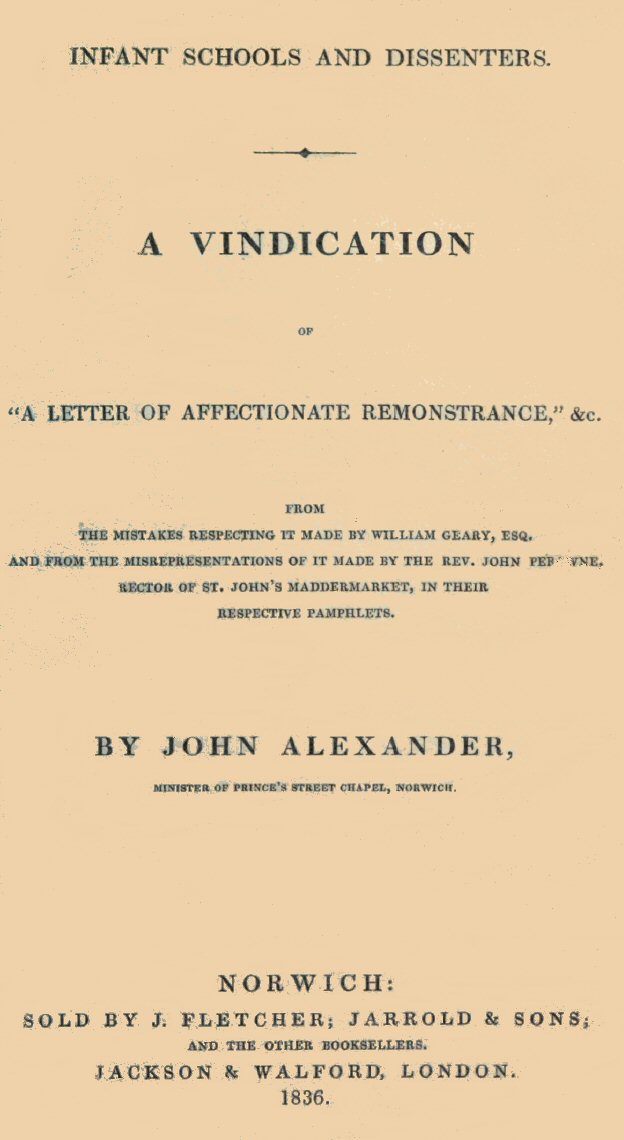 INFANT SCHOOLS AND DISSENTERS.
A VINDICATION
OF
"A LETTER OF AFFECTIONATE REMONSTRANCE," &c.
FROM
THE MISTAKES RESPECTING IT MADE BY WILLIAM GEARY, ESQ.
AND FROM THE MISREPRESENTATIONS OF IT MADE BY THE REV. JOHN
RECTOR OF ST. JOHN'S MADDERMARKET, IN THEIR
RESPECTIVE PAMPHLETS.
BY JOHN ALEXANDER,
MINISTER OF PRINCE'S STREET CHAPEL, NORWICH.
NORWICH:
SOLD BY J. FLETCHER; JARROLD & SONS;
AND THE OTHER BOOKSELLERS.
JACKSON & WALFORD, LONDON.
1836.